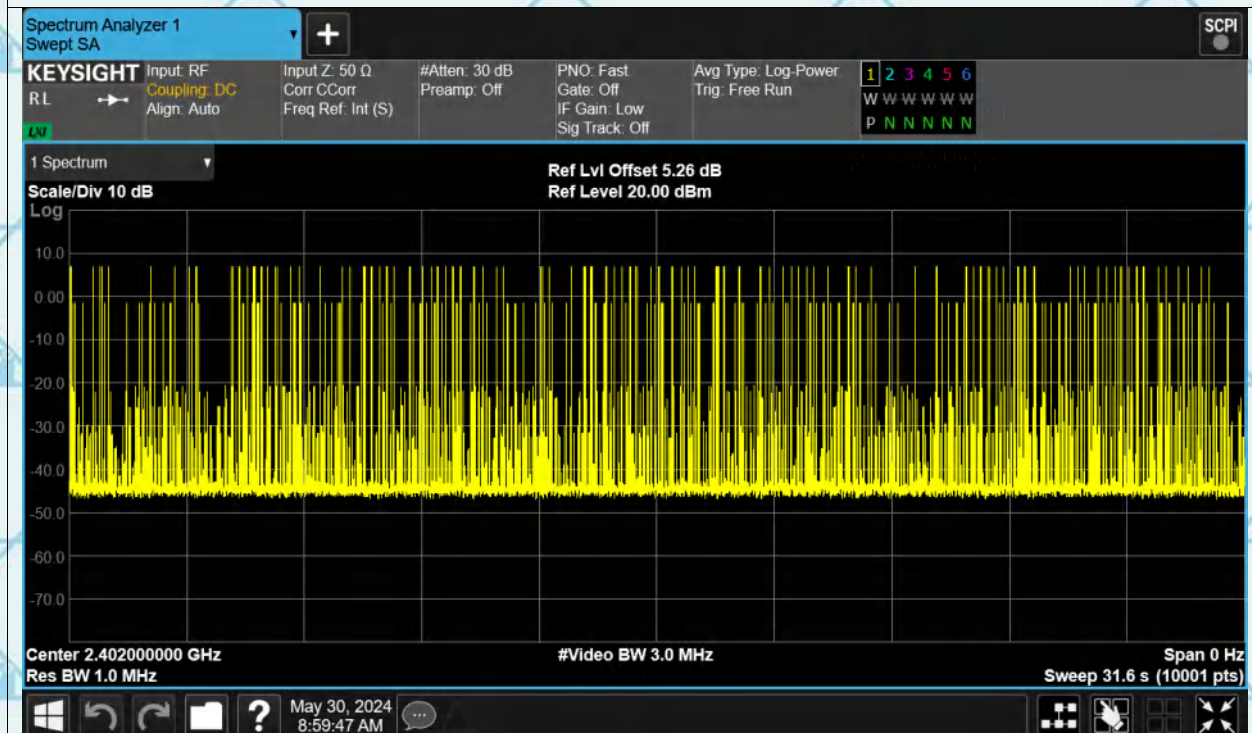 Spectrum Analyzer 1
Swept SA
+
SCPI
KEYSIGHT
RL
LXI
Input: RF
Coupling: DC
Align: Auto
Input Z: 50 Ω
Corr CCorr
Freq Ref: Int (S)
#Atten: 30 dB
Preamp: Off
PNO: Fast
Gate: Off
IF Gain: Low
Sig Track: Off
Avg Type: Log-Power
Trig: Free Run
1 2 3 4 5 6
W W W W W W
P N N N N N
1 Spectrum
Scale/Div 10 dB
Log
Ref Lvl Offset 5.26 dB
Ref Level 20.00 dBm
10.0
0.00
-10.0
-20.0
-30.0
-40.0
-50.0
-60.0
-70.0
Center 2.402000000 GHz
Res BW 1.0 MHz
#Video BW 3.0 MHz
Span 0 Hz
Sweep 31.6 s (10001 pts)
?
May 30, 2024
8:59:47 AM